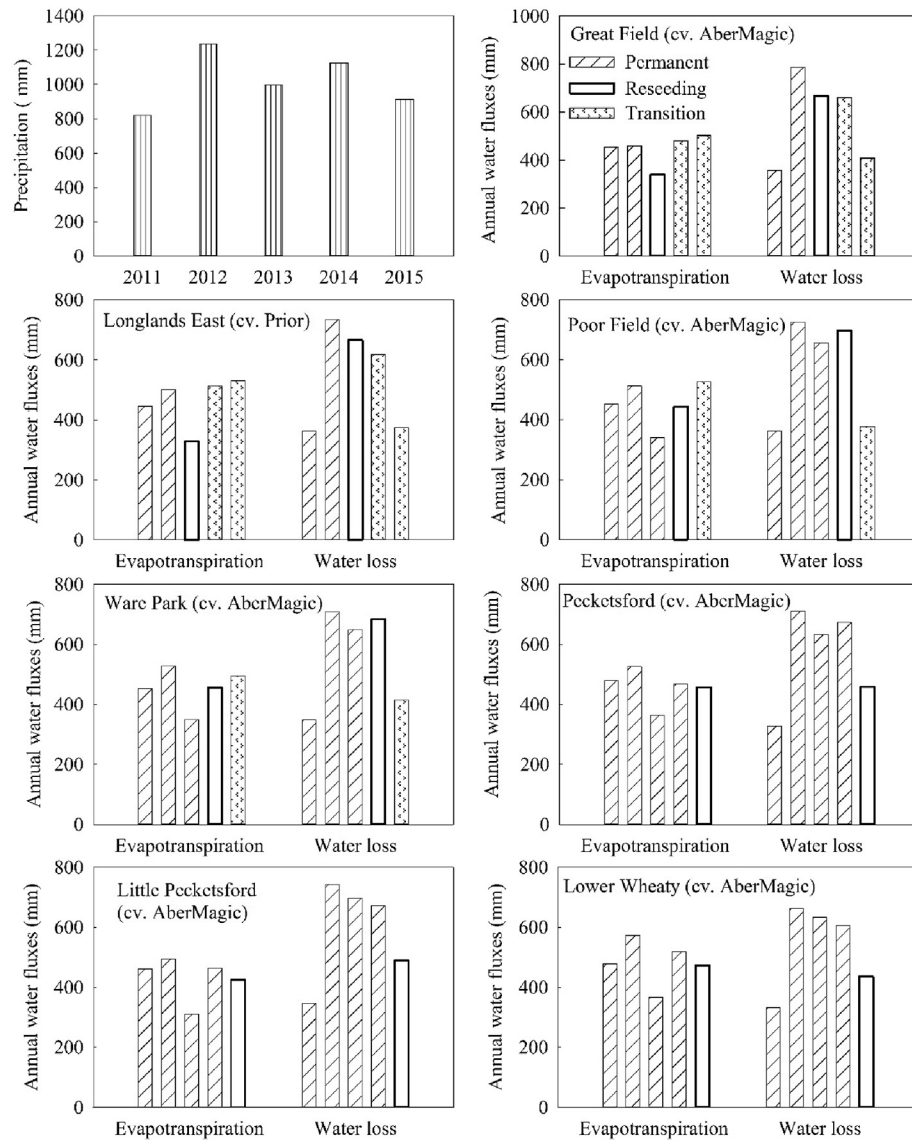 Precipitation ( mm)
1400
1200
1000
800
600
400
200
0
2011 2012 2013 2014 2015
Annual water fluxes (mm)
1000
800
600
400
200
0
Great Field (cv. AberMagic)
Permanent
Reseeding
Transition
Evapotranspiration Water loss
Annual water fluxes (mm)
800
600
400
200
0
Longlands East (cv. Prior)
Evapotranspiration Water loss
Annual water fluxes (mm)
800
600
400
200
0
Poor Field (cv. AberMagic)
Evapotranspiration Water loss
Annual water fluxes (mm)
800
600
400
200
0
Ware Park (cv. AberMagic)
Evapotranspiration Water loss
Annual water fluxes (mm)
800
600
400
200
0
Pecketsford (cv. AberMagic)
Evapotranspiration Water loss
Annual water fluxes (mm)
800
600
400
200
0
Little Pecketsford
(cv. AberMagic)
Evapotranspiration Water loss
Annual water fluxes (mm)
800
600
400
200
0
Lower Wheaty (cv. AberMagic)
Evapotranspiration Water loss